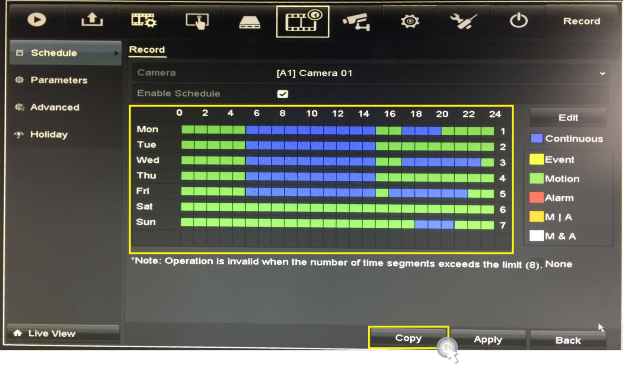 Record
Schedule
Parameters
Advanced
Holiday
Record
Camera [A1] Camera 01
Enable Schedule
0 2 4 6 8 10 12 14 16 18 20 22 24
Mon 1
Tue 2
Wed 3
Thu 4
Fri 5
Sat 6
Sun 7
Edit
Continuous
Event
Motion
Alarm
M | A
M & A
None
*Note: Operation is invalid when the number of time segments exceeds the limit (8).
Live View
Copy
Apply
Back